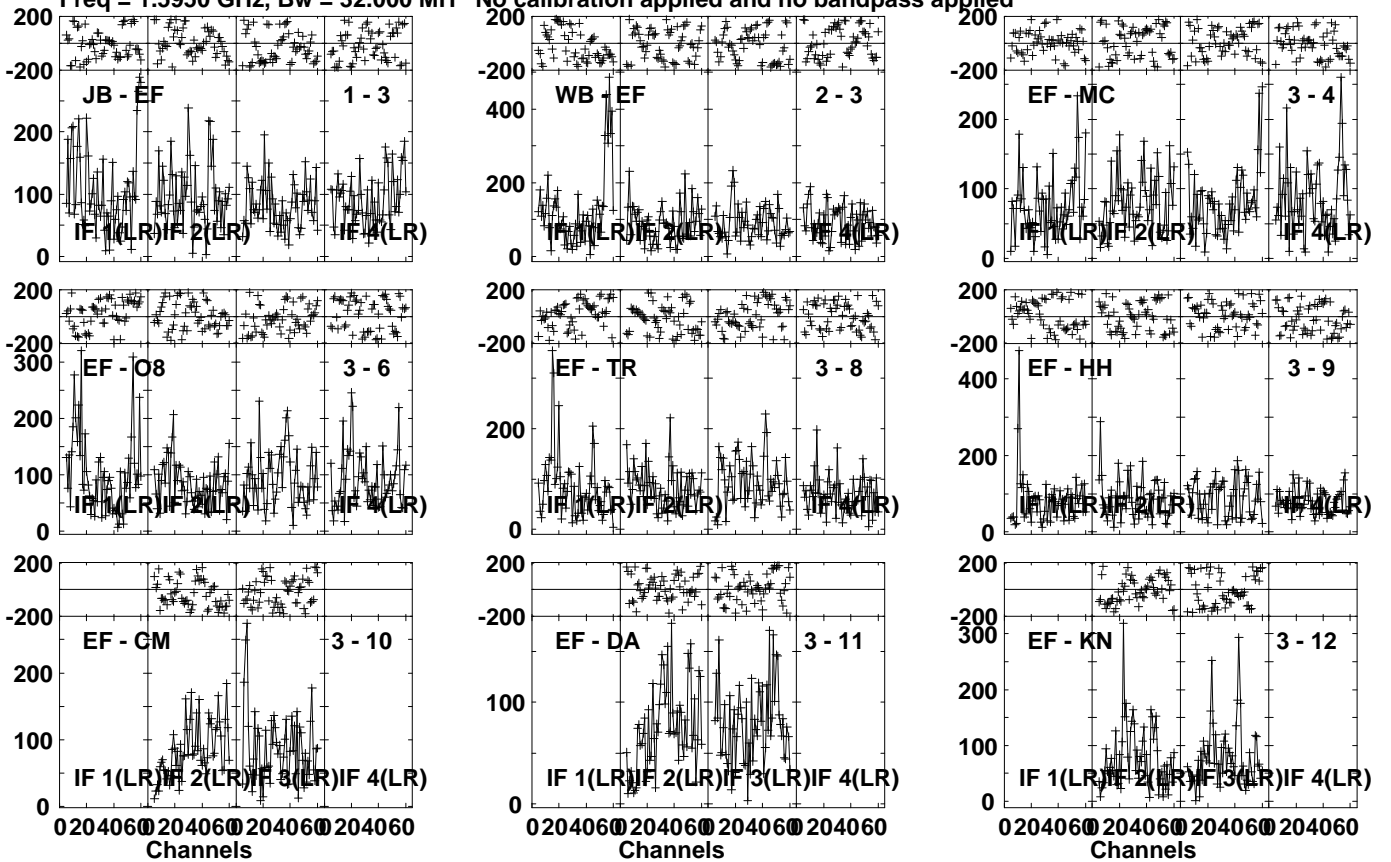 Freq = 1.5950 GHz, Bw = 32.000 MH No calibration applied and no bandpass applied
200 200 200
-200 -200 -200
JB - EF 1 - 3 WB - EF 2 - 3 EF - MC 3 - 4
200 400 200
100 200 100
IF 1(LR) IF 2(LR) IF 4(LR) IF 1(LR) IF 2(LR) IF 4(LR) IF 1(LR) IF 2(LR) IF 4(LR)
0 0 0
200 200 200
-200 -200 -200
300
EF - O8 3 - 6 EF - TR 3 - 8 EF - HH 3 - 9
200 200 400
100 200
IF 1(LR) IF 2(LR) IF 4(LR) IF 1(LR) IF 2(LR) IF 4(LR) IF 1(LR) IF 2(LR) IF 4(LR)
0 0 0
200 200 200
-200 -200 -200
300
EF - CM 3 - 10 EF - DA 3 - 11 EF - KN 3 - 12
200 100 200
100 100
IF 1(LR) IF 2(LR) IF 3(LR) IF 4(LR) IF 1(LR) IF 2(LR) IF 3(LR) IF 4(LR) IF 1(LR) IF 2(LR) IF 3(LR) IF 4(LR)
0 0 0
0 20 40 60 0 20 40 60 0 20 40 60 0 20 40 60 0 20 40 60 0 20 40 60 0 20 40 60 0 20 40 60 0 20 40 60 0 20 40 60 0 20 40 60 0 20 40 60
Channels Channels Channels